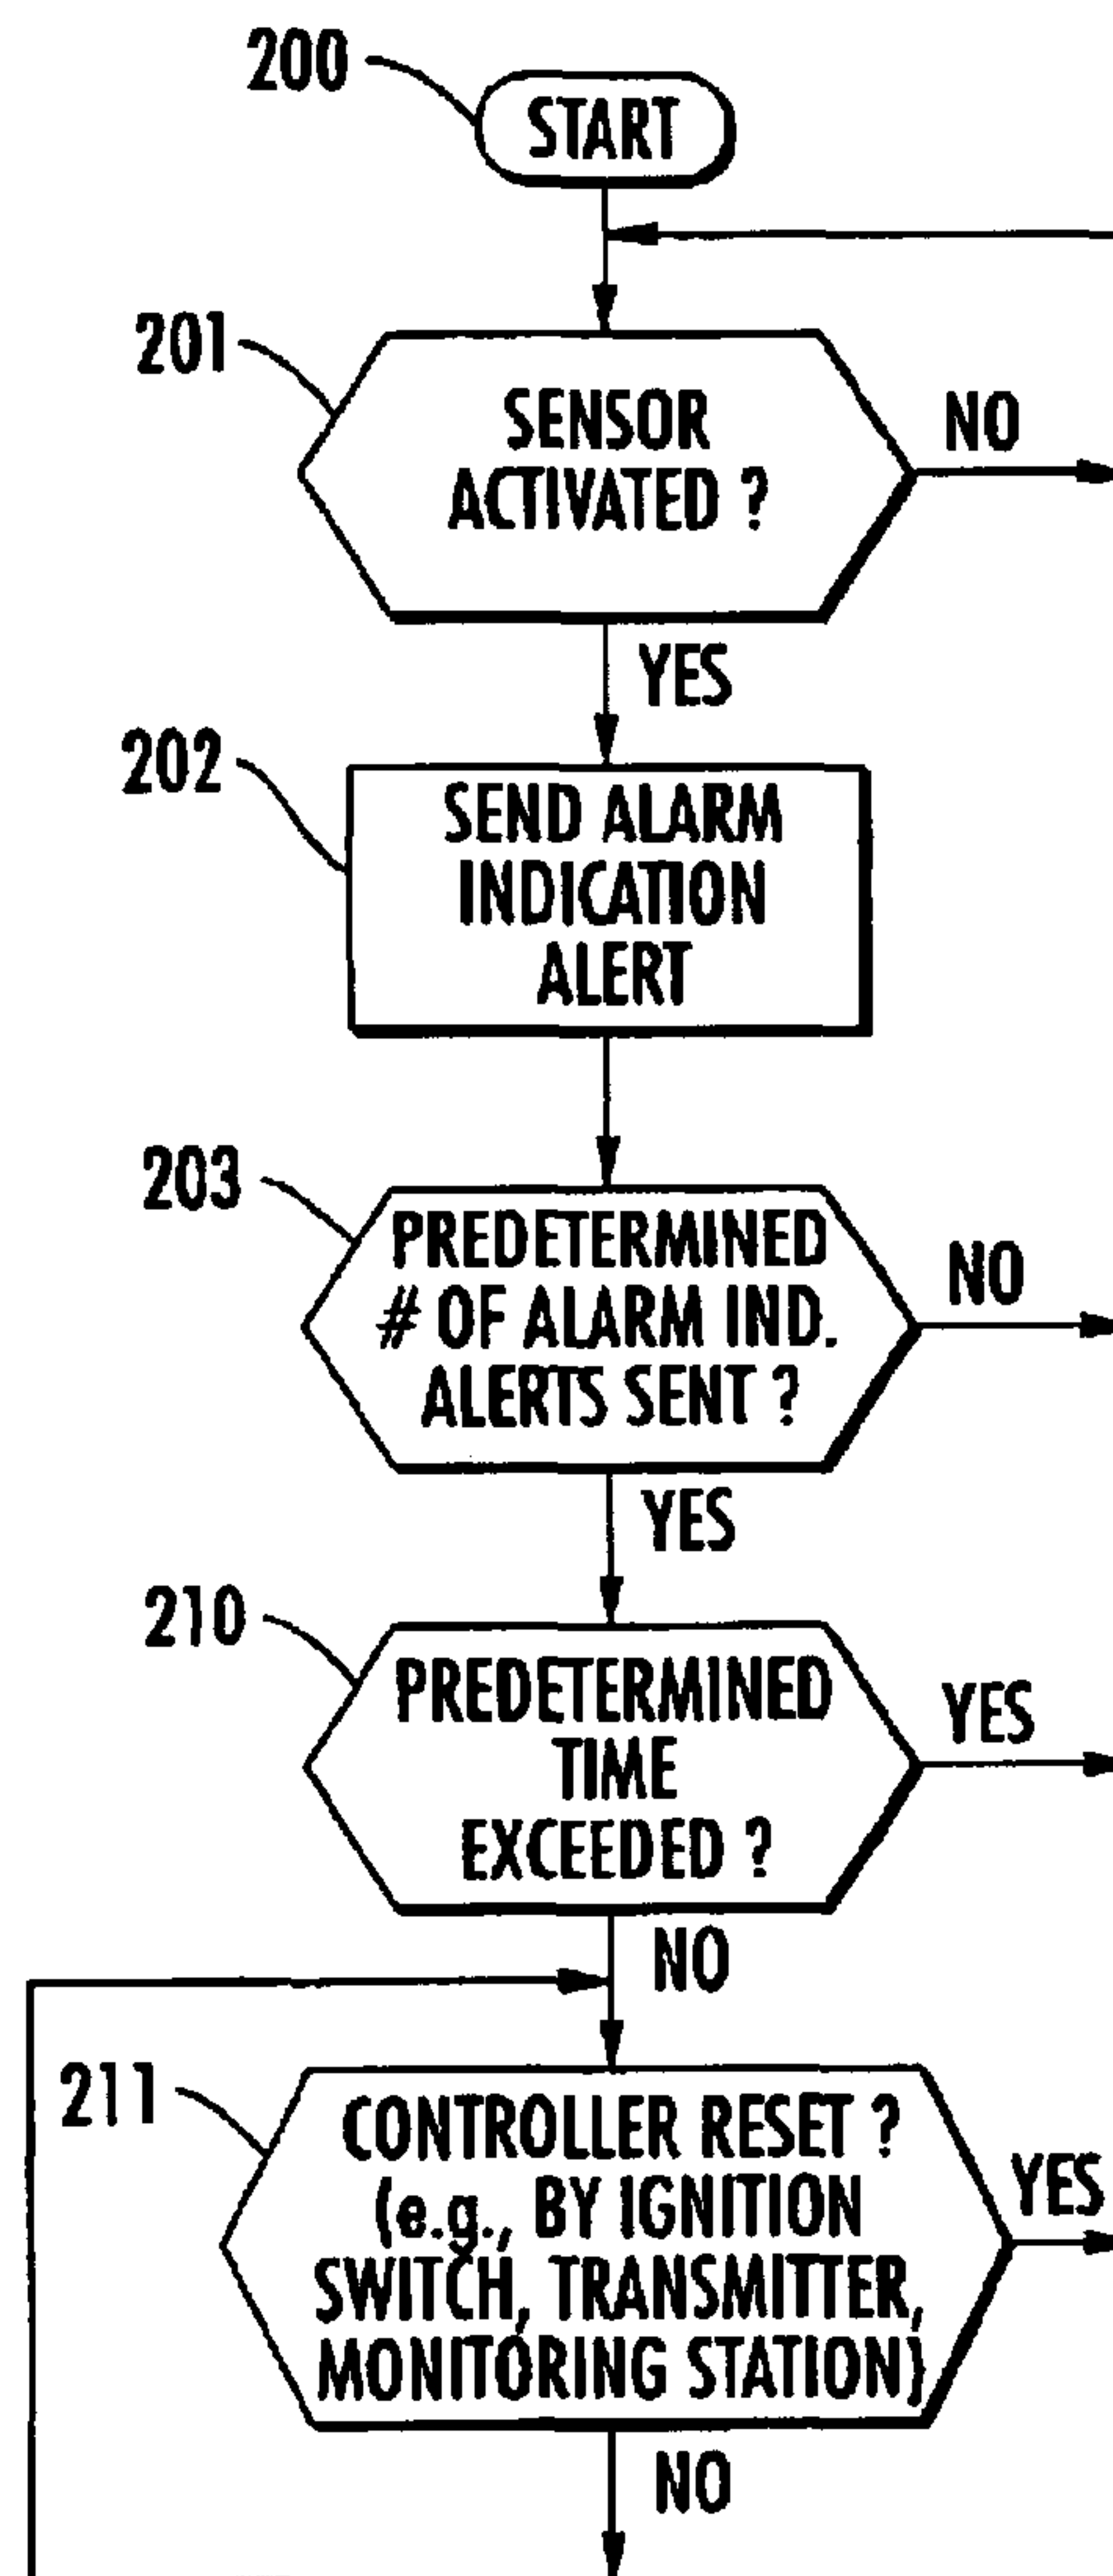 200
START
201
SENSOR
ACTIVATED ?
NO
YES
202
SEND ALARM
INDICATION
ALERT
203
PREDETERMINED
# OF ALARM IND.
ALERTS SENT ?
NO
YES
210
PREDETERMINED
TIME
EXCEEDED ?
YES
NO
211
CONTROLLER RESET ?
(e.g., BY IGNITION
SWITCH, TRANSMITTER,
MONITORING STATION)
YES
NO